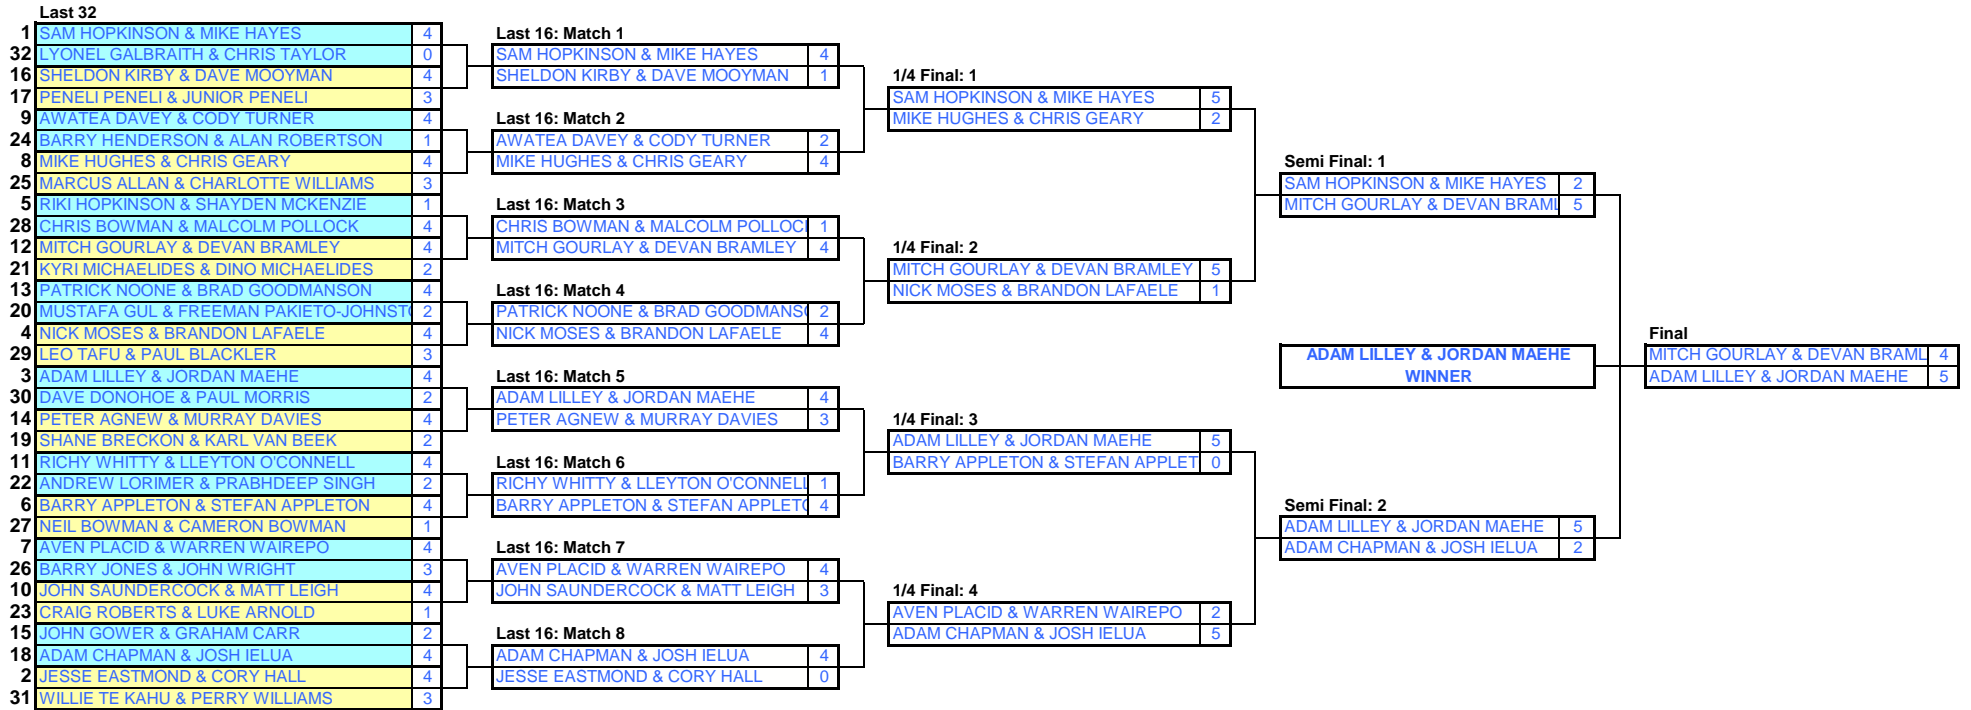 Last 32
1 SAM HOPKINSON & MIKE HAYES 4
32 LYONEL GALBRAITH & CHRIS TAYLOR 0
16 SHELDON KIRBY & DAVE MOOYMAN 4
17 PENELI PENELI & JUNIOR PENELI 3
9 AWATEA DAVEY & CODY TURNER 4
24 BARRY HENDERSON & ALAN ROBERTSON 1
8 MIKE HUGHES & CHRIS GEARY 4
25 MARCUS ALLAN & CHARLOTTE WILLIAMS 3
5 RIKI HOPKINSON & SHAYDEN MCKENZIE 1
28 CHRIS BOWMAN & MALCOLM POLLOCK 4
12 MITCH GOURLAY & DEVAN BRAMLEY 4
21 KYRI MICHAELIDES & DINO MICHAELIDES 2
13 PATRICK NOONE & BRAD GOODMANSON 4
20 MUSTAFA GUL & FREEMAN PAKIETO-JOHNST 2
4 NICK MOSES & BRANDON LAFAELE 4
29 LEO TAFU & PAUL BLACKLER 3
3 ADAM LILLEY & JORDAN MAEHE 4
30 DAVE DONOHOE & PAUL MORRIS 2
14 PETER AGNEW & MURRAY DAVIES 4
19 SHANE BRECKON & KARL VAN BEEK 2
11 RICHY WHITTY & LLEYTON O'CONNELL 4
22 ANDREW LORIMER & PRABHDEEP SINGH 2
6 BARRY APPLETON & STEFAN APPLETON 4
27 NEIL BOWMAN & CAMERON BOWMAN 1
7 AVEN PLACID & WARREN WAIREPO 4
26 BARRY JONES & JOHN WRIGHT 3
10 JOHN SAUNDERCOCK & MATT LEIGH 4
23 CRAIG ROBERTS & LUKE ARNOLD 1
15 JOHN GOWER & GRAHAM CARR 2
18 ADAM CHAPMAN & JOSH IELUA 4
2 JESSE EASTMOND & CORY HALL 4
31 WILLIE TE KAHU & PERRY WILLIAMS 3
Last 16: Match 1
SAM HOPKINSON & MIKE HAYES 4
SHELDON KIRBY & DAVE MOOYMAN 1
Last 16: Match 2
AWATEA DAVEY & CODY TURNER 2
MIKE HUGHES & CHRIS GEARY 4
Last 16: Match 3
CHRIS BOWMAN & MALCOLM POLLOCK 1
MITCH GOURLAY & DEVAN BRAMLEY 4
Last 16: Match 4
PATRICK NOONE & BRAD GOODMANSO 2
NICK MOSES & BRANDON LAFAELE 4
Last 16: Match 5
ADAM LILLEY & JORDAN MAEHE 4
PETER AGNEW & MURRAY DAVIES 3
Last 16: Match 6
RICHY WHITTY & LLEYTON O'CONNELL 1
BARRY APPLETON & STEFAN APPLETO 4
Last 16: Match 7
AVEN PLACID & WARREN WAIREPO 4
JOHN SAUNDERCOCK & MATT LEIGH 3
Last 16: Match 8
ADAM CHAPMAN & JOSH IELUA 4
JESSE EASTMOND & CORY HALL 0
1/4 Final: 1
SAM HOPKINSON & MIKE HAYES 5
MIKE HUGHES & CHRIS GEARY 2
1/4 Final: 2
MITCH GOURLAY & DEVAN BRAMLEY 5
NICK MOSES & BRANDON LAFAELE 1
1/4 Final: 3
ADAM LILLEY & JORDAN MAEHE 5
BARRY APPLETON & STEFAN APPLET 0
1/4 Final: 4
AVEN PLACID & WARREN WAIREPO 2
ADAM CHAPMAN & JOSH IELUA 5
Semi Final: 1
SAM HOPKINSON & MIKE HAYES 2
MITCH GOURLAY & DEVAN BRAML 5
Semi Final: 2
ADAM LILLEY & JORDAN MAEHE 5
ADAM CHAPMAN & JOSH IELUA 2
ADAM LILLEY & JORDAN MAEHE
WINNER
Final
MITCH GOURLAY & DEVAN BRAML 4
ADAM LILLEY & JORDAN MAEHE 5